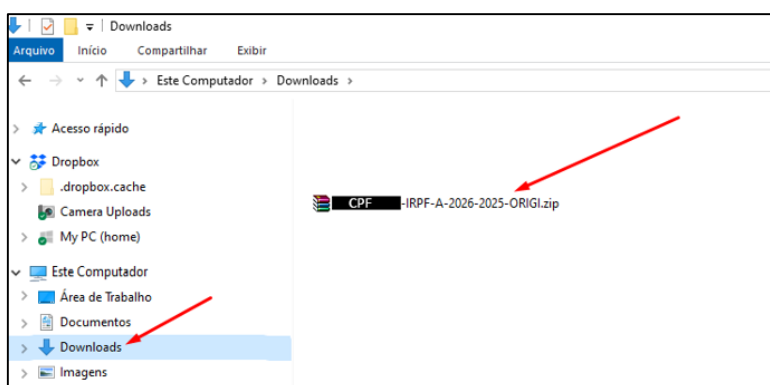 Downloads
Arquivo Início Compartilhar Exibir
Este Computador > Downloads >
Acesso rápido
Dropbox
.dropbox.cache
CPF -IRPF-A-2026-2025-ORIGI.zip
Camera Uploads
My PC (home)
Este Computador
Área de Trabalho
Documentos
Downloads
Imagens